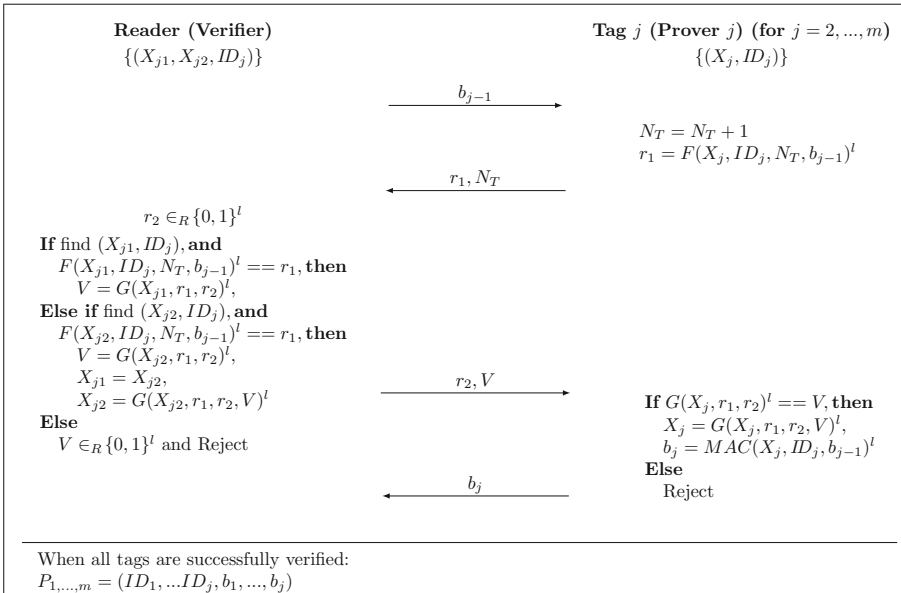 Reader (Verifier)
{(X_{j1}, X_{j2}, ID_j)}
Tag j (Prover j) (for j = 2, ..., m)
{(X_j, ID_j)}
b_{j−1}
N_T = N_T + 1
r_1 = F(X_j, ID_j, N_T, b_{j−1})^l
r_1, N_T
r_2 ∈_R {0, 1}^l
If find (X_{j1}, ID_j), and
F(X_{j1}, ID_j, N_T, b_{j−1})^l == r_1, then
V = G(X_{j1}, r_1, r_2)^l,
Else if find (X_{j2}, ID_j), and
F(X_{j2}, ID_j, N_T, b_{j−1})^l == r_1, then
V = G(X_{j2}, r_1, r_2)^l,
X_{j1} = X_{j2},
X_{j2} = G(X_{j2}, r_1, r_2, V)^l
Else
V ∈_R {0, 1}^l and Reject
r_2, V
If G(X_j, r_1, r_2)^l == V, then
X_j = G(X_j, r_1, r_2, V)^l,
b_j = MAC(X_j, ID_j, b_{j−1})^l
Else
Reject
b_j
When all tags are successfully verified:
P_{1,...,m} = (ID_1, ...ID_j, b_1, ..., b_j)